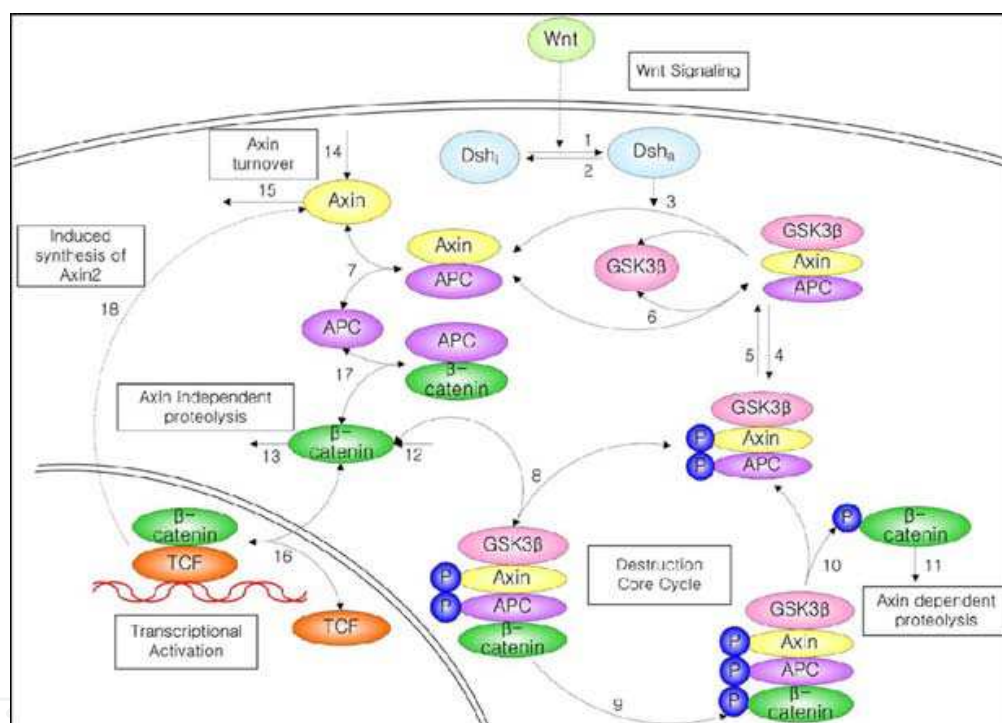 Wnt
Wnt Signaling
Axin
turnover
14
Dshi
1
2
Dsha
15
Axin
3
Induced
synthesis of
Axin2
Axin
APC
GSK3β
GSK3β
Axin
APC
7
6
18
APC
APC
β-
catenin
17
5
4
Axin Independent
proteolysis
GSK3β
P
Axin
P
APC
13
β-
catenin
12
8
β-
catenin
TCF
16
GSK3β
P
Axin
P
APC
β-
catenin
Destruction
Core Cycle
P
β-
catenin
10
11
GSK3β
Axin dependent
proteolysis
Transcriptional
Activation
TCF
P
Axin
P
APC
P
β-
catenin
9